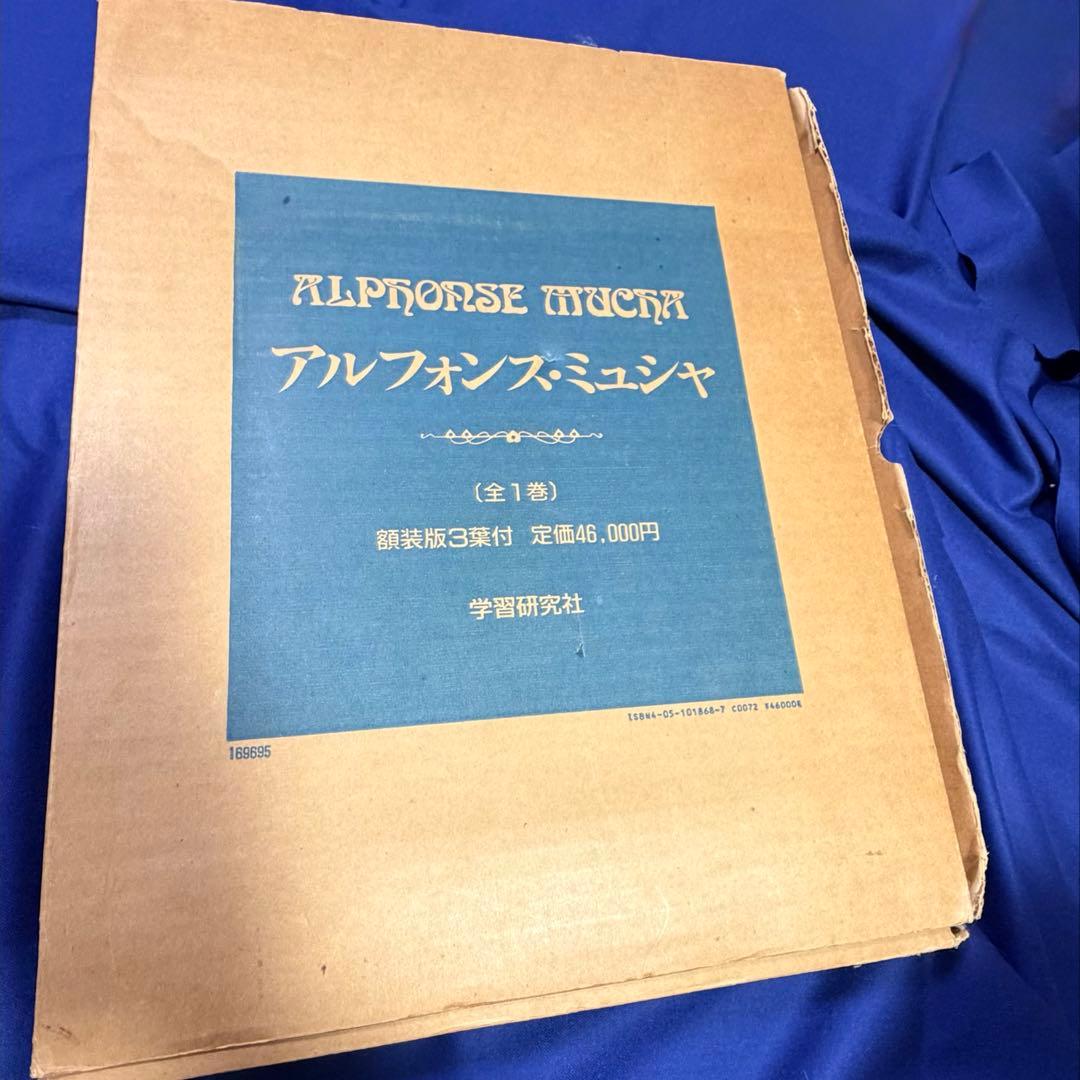 ALPHONSE MUCHA
アルフォンス・ミュシャ
〔全1巻〕
額装版3葉付 定価46,000円
学習研究社
ISBN4-05-101868-7 C0072 ¥46000E
169695